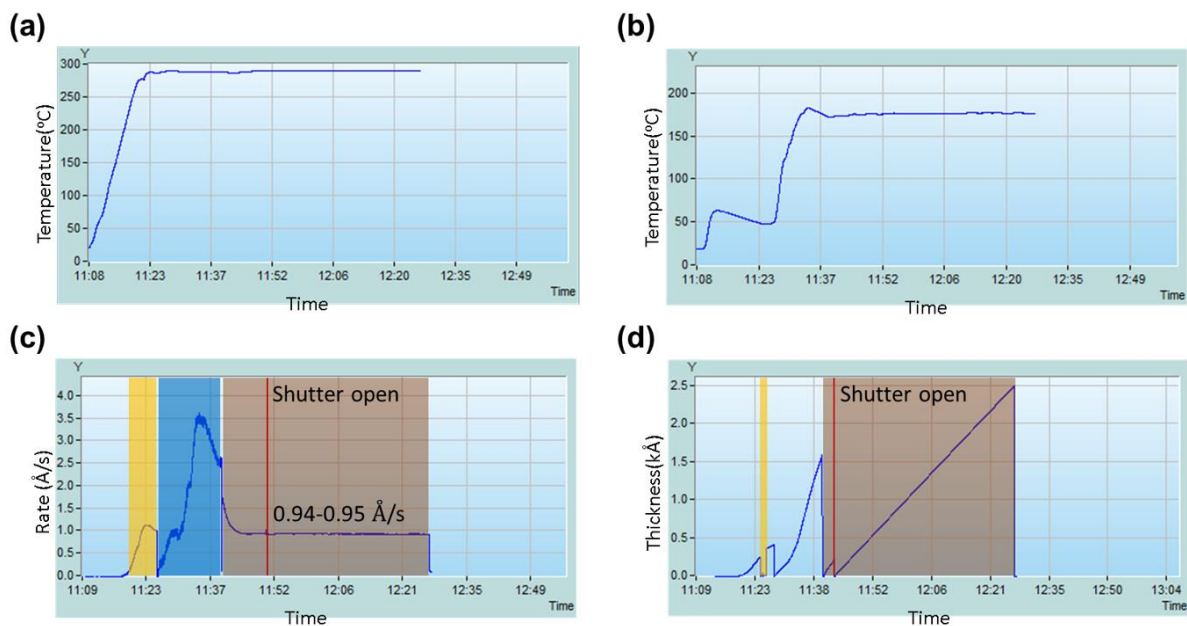 (a)
Y
Temperature(ºC)
300
250
200
150
100
50
0
11:08 11:23 11:37 11:52 12:06 12:20 12:35 12:49
Time
Time
(b)
Y
Temperature(ºC)
200
150
100
50
0
11:08 11:23 11:37 11:52 12:06 12:20 12:35 12:49
Time
Time
(c)
Y
Rate (Å/s)
4.0
3.5
3.0
2.5
2.0
1.5
1.0
0.5
0.0
Shutter open
0.94-0.95 Å/s
11:09 11:23 11:37 11:52 12:06 12:21 12:35 12:49
Time
Time
(d)
Y
Thickness(kÅ)
2.5
2.0
1.5
1.0
0.5
0.0
Shutter open
11:09 11:23 11:38 11:52 12:06 12:21 12:35 12:50 13:04
Time
Time